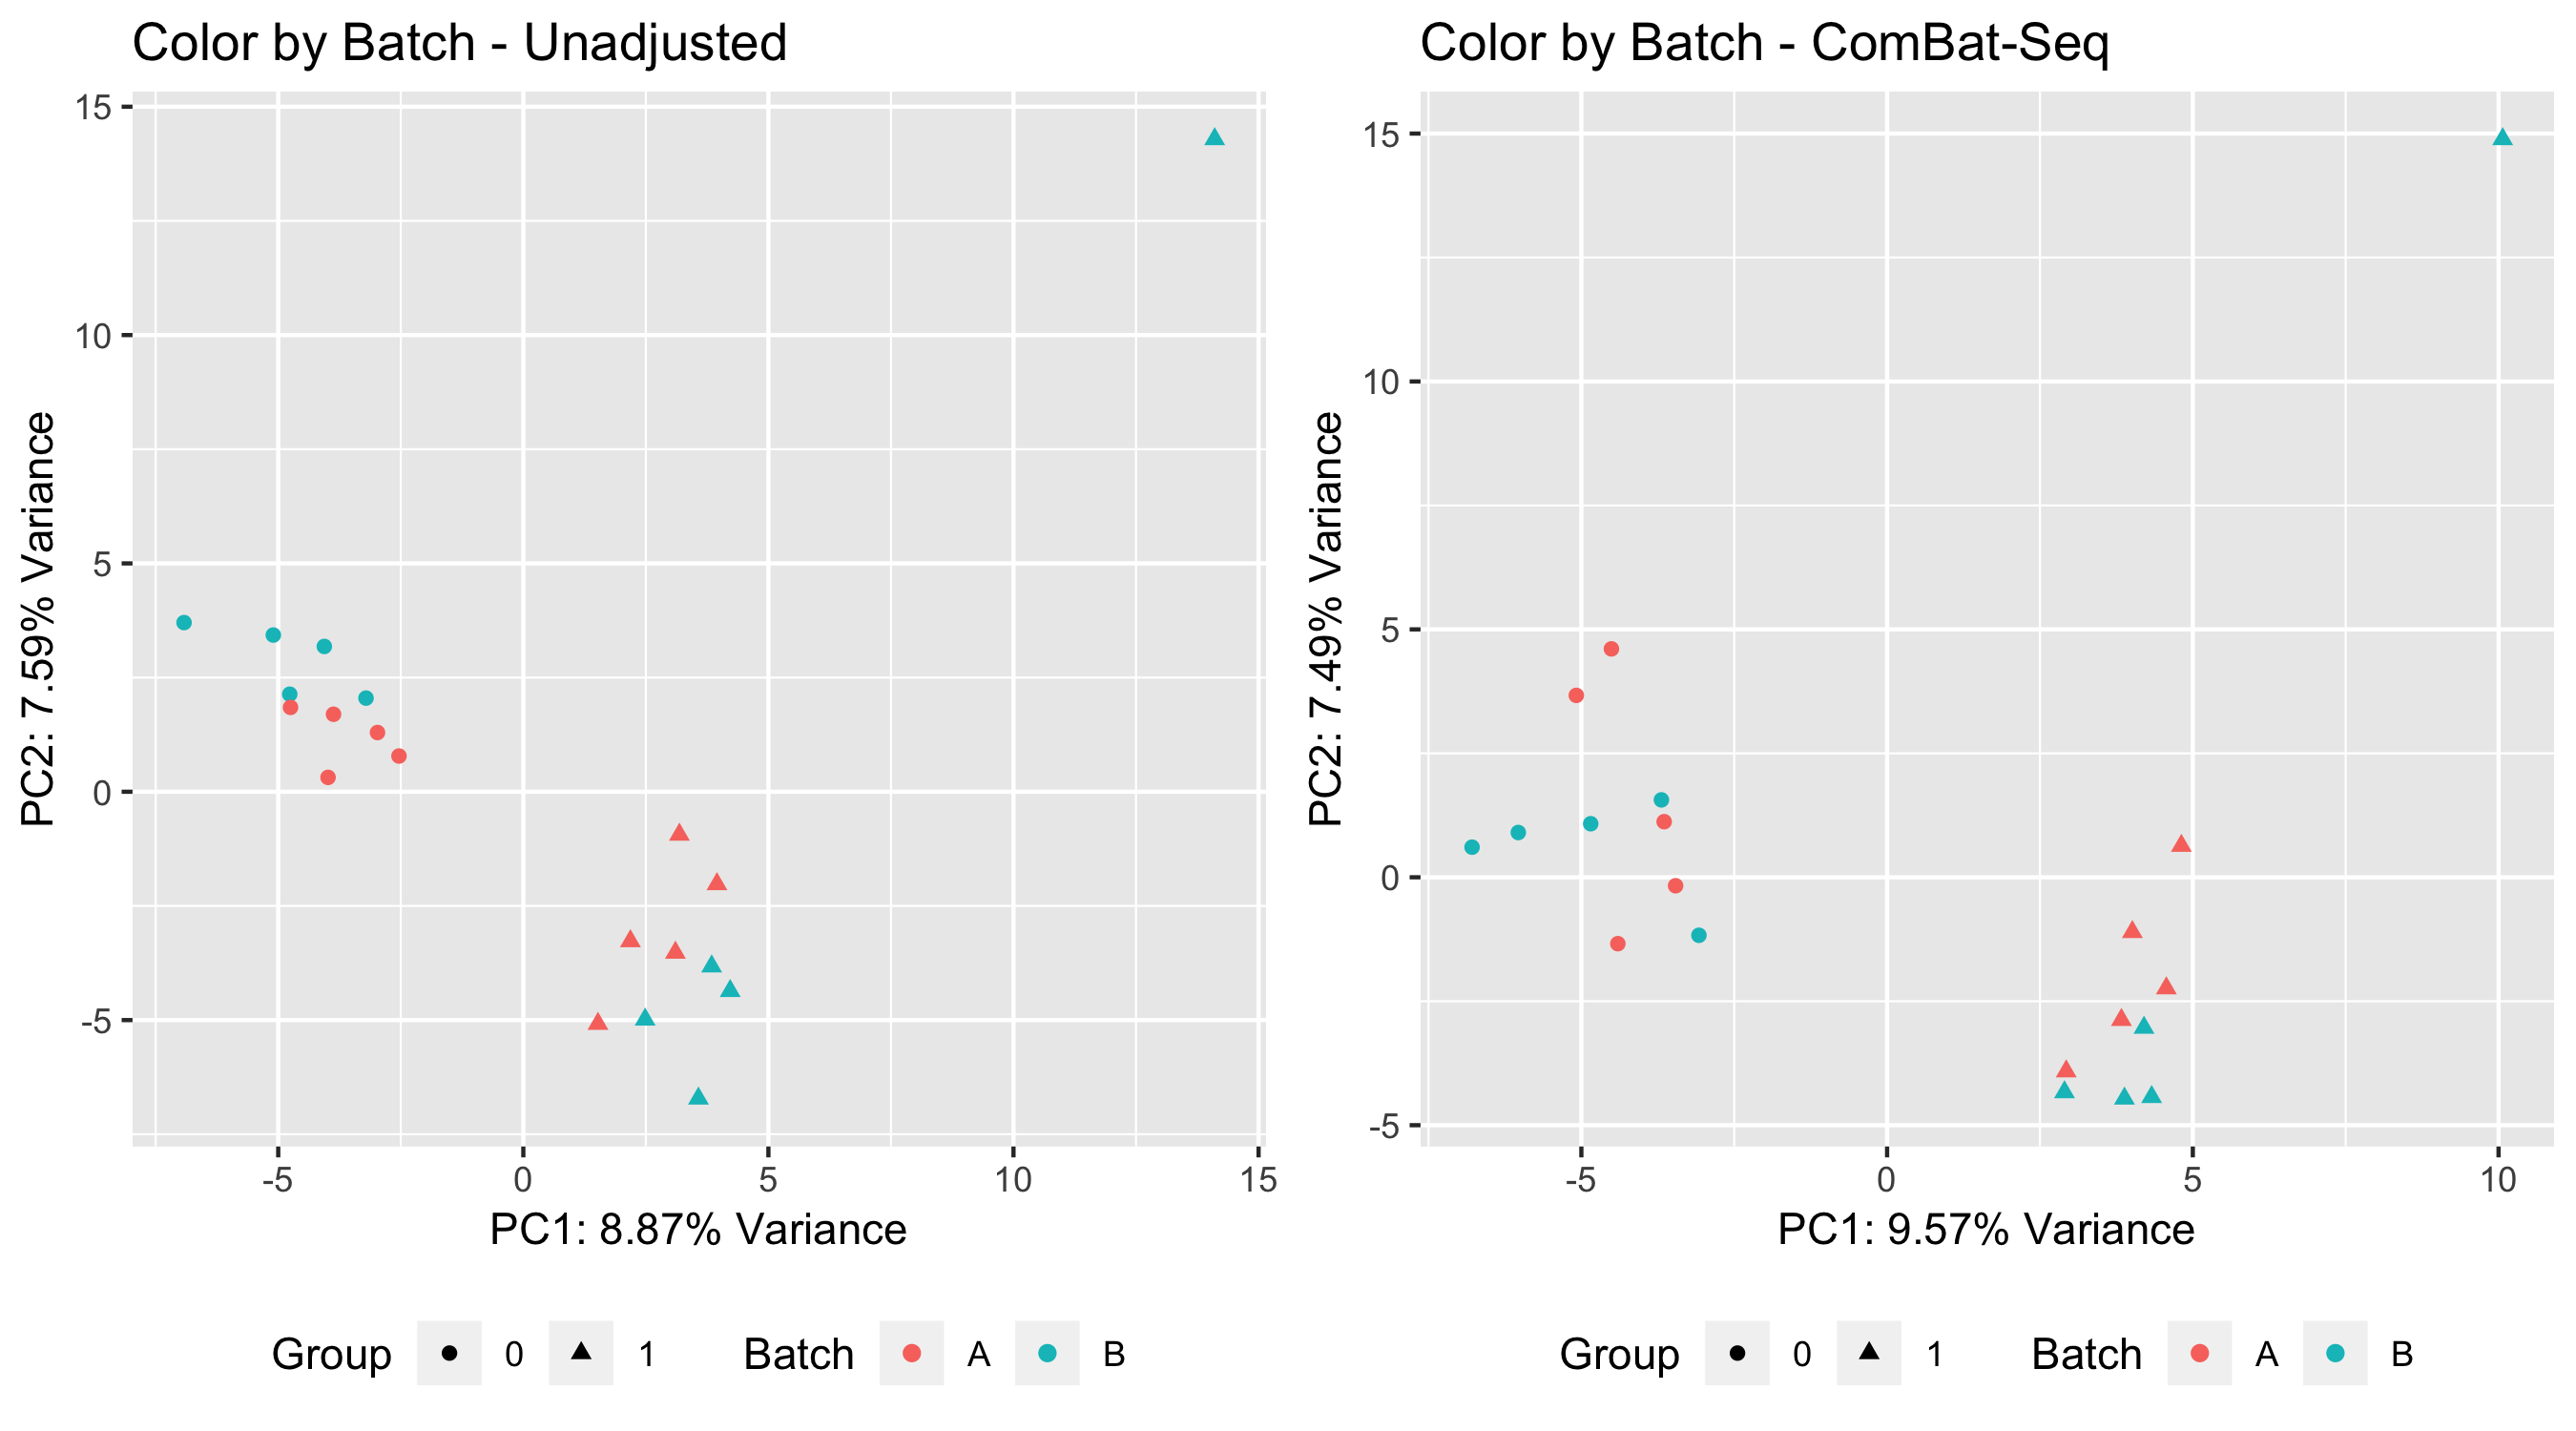 Color by Batch - Unadjusted
15
10
5
0
-5
PC2: 7.59% Variance
-5 0 5 10 15
PC1: 8.87% Variance
Group 0 1 Batch A B
Color by Batch - ComBat-Seq
15
10
5
0
-5
PC2: 7.49% Variance
-5 0 5 10
PC1: 9.57% Variance
Group 0 1 Batch A B